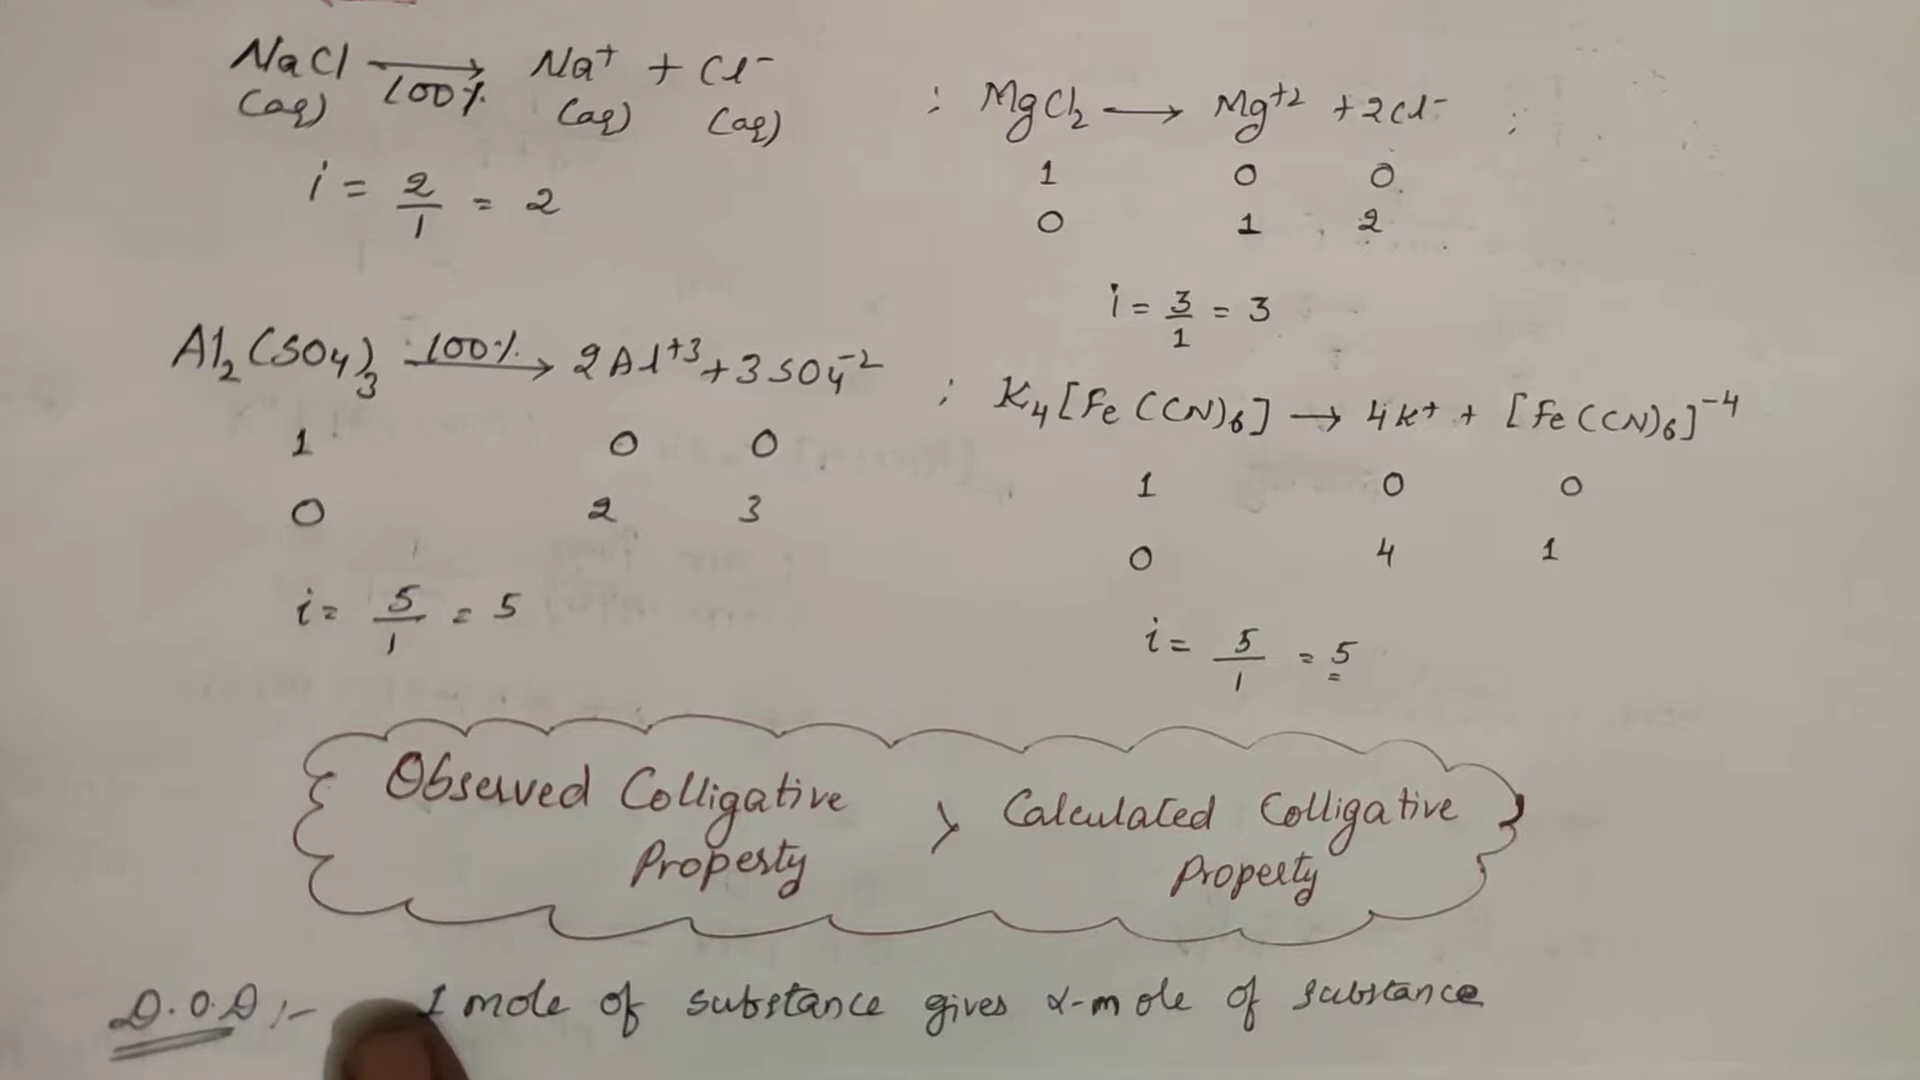 NaCl ⟶ Na⁺ + Cl⁻
(aq) 100% (aq) (aq)
i = 2/1 = 2
; MgCl₂ ⟶ Mg⁺² + 2Cl⁻ ;
1 0 0
0 1, 2
i = 3/1 = 3
Al₂(SO₄)₃ 100% ⟶ 2Al⁺³ + 3SO₄⁻²
1 0 0
0 2 3
i = 5/1 = 5
; K₄[Fe(CN)₆] ⟶ 4K⁺ + [Fe(CN)₆]⁻⁴
1 0 0
0 4 1
i = 5/1 = 5
Observed Colligative > Calculated Colligative
Property Property
D.O.D :- 1 mole of substance gives α-mole of substance